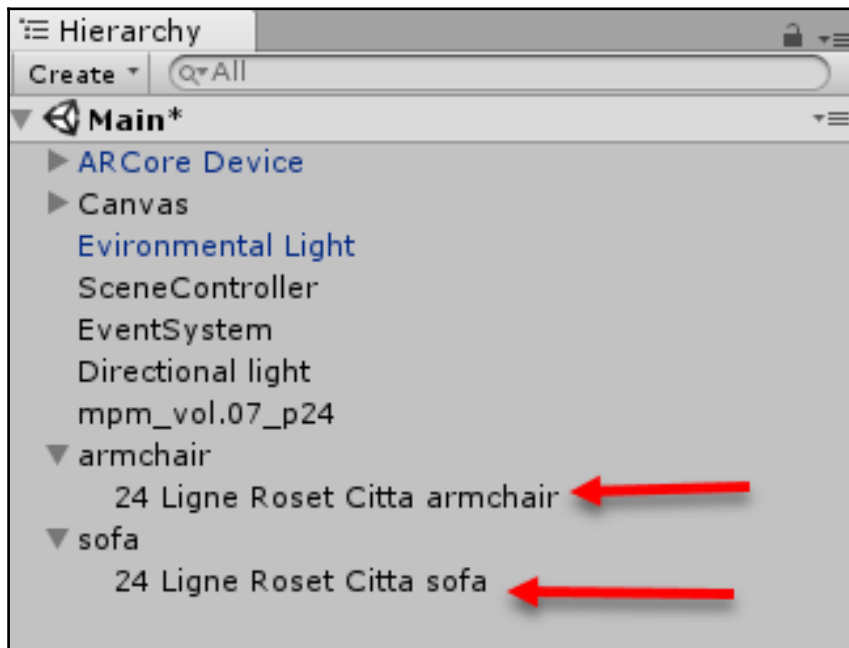 Hierarchy
Create All
Main*
ARCore Device
Canvas
Evironmental Light
SceneController
EventSystem
Directional light
mpm_vol.07_p24
armchair
24 Ligne Roset Citta armchair
sofa
24 Ligne Roset Citta sofa